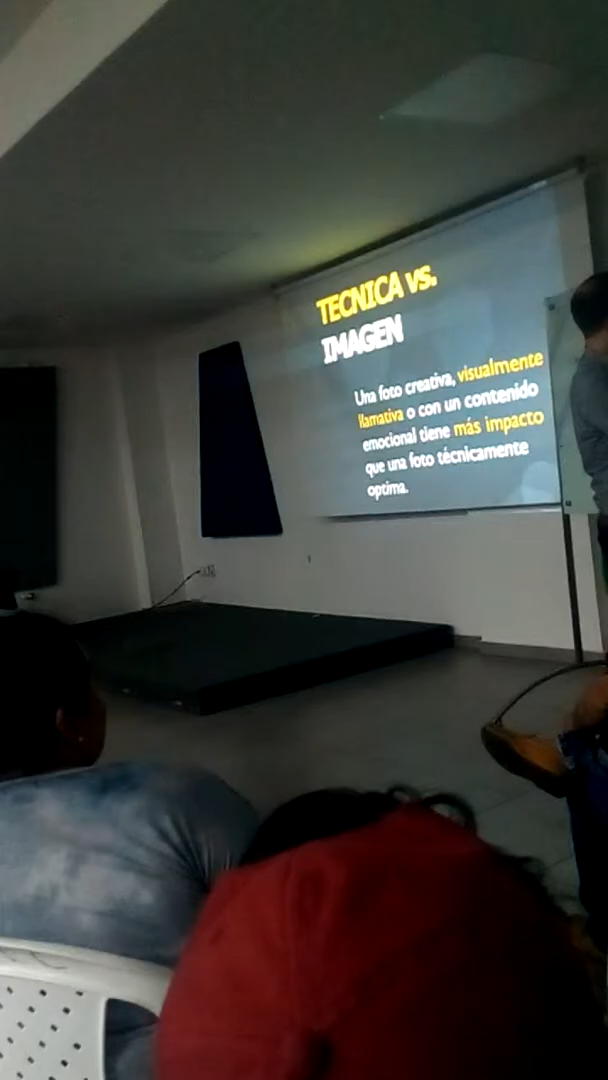 TECNICA vs.
IMAGEN
Una foto creativa, visualmente
llamativa o con un contenido
emocional tiene más impacto
que una foto técnicamente
optima.